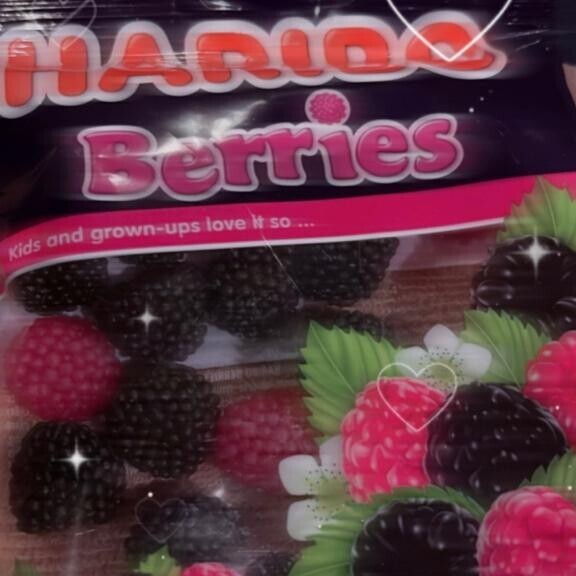 HARIBO
Berries
Kids and grown-ups love it so ...